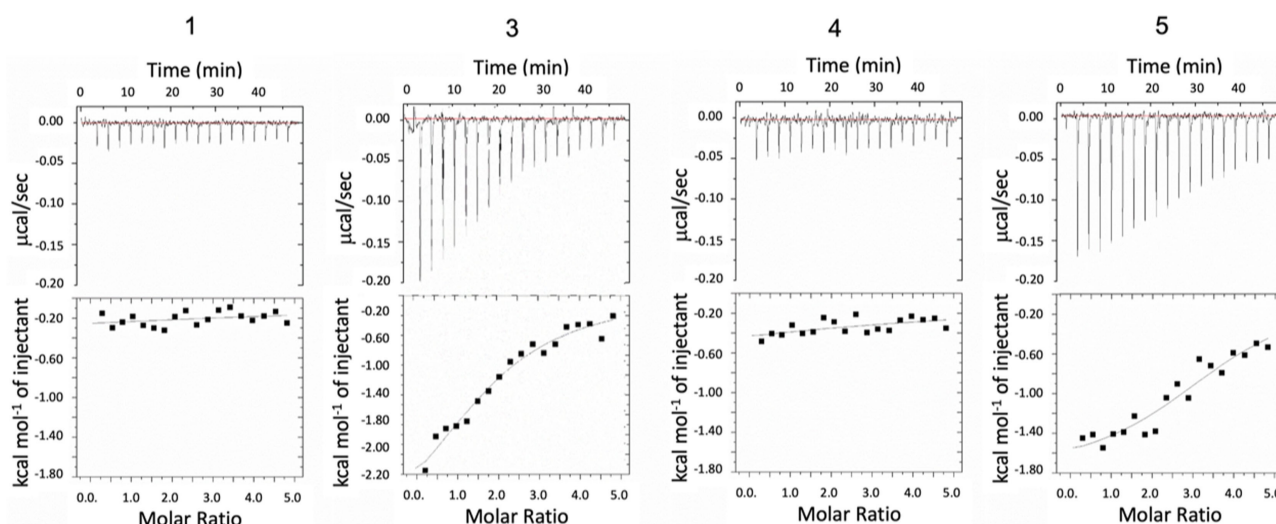 1
Time (min)
0 10 20 30 40
0.00
-0.05
-0.10
-0.15
-0.20
μcal/sec
-0.20
-0.60
-1.00
-1.40
-1.80
kcal mol-1 of injectant
0.0. 1.0 2.0 3.0 4.0 5.0
Molar Ratio
3
Time (min)
0 10 20 30 40
0.00
-0.05
-0.10
-0.15
-0.20
μcal/sec
-0.20
-0.60
-1.00
-1.80
-2.00
-2.20
kcal mol-1 of injectant
0.0. 1.0 2.0 3.0 4.0 5.0
Molar Ratio
4
Time (min)
0 10 20 30 40
0.00
-0.05
-0.10
-0.15
-0.20
μcal/sec
-0.20
-0.60
-1.00
-1.40
-1.80
kcal mol-1 of injectant
0.0. 1.0 2.0 3.0 4.0 5.0
Molar Ratio
5
Time (min)
0 10 20 30 40
0.00
-0.05
-0.10
-0.15
-0.20
μcal/sec
-0.20
-0.60
-1.00
-1.40
-1.80
kcal mol-1 of injectant
0.0. 1.0 2.0 3.0 4.0 5.0
Molar Ratio